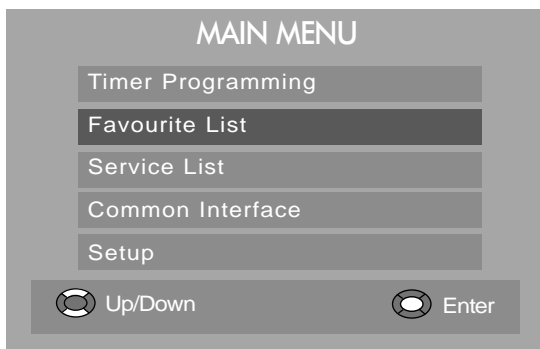 MAIN MENU
Timer Programming
Favourite List
Service List
Common Interface
Setup
Up/Down Enter